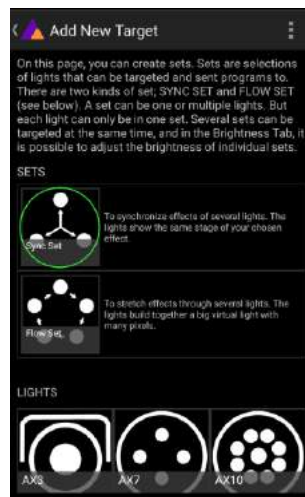 Add New Target
On this page, you can create sets. Sets are selections
of lights that can be targeted and sent programs to.
There are two kinds of set; SYNC SET and FLOW SET
(see below). A set can be one or multiple lights. But
each light can only be in one set. Several sets can be
targeted at the same time, and in the Brightness Tab, it
is possible to adjust the brightness of individual sets.
SETS
To synchronize effects of several lights. The
lights show the same stage of your chosen
effect.
Sync Set
To stretch effects through several lights. The
lights build together a big virtual light with
many pixels.
Flow Set
LIGHTS
AX3 AX7 AX10